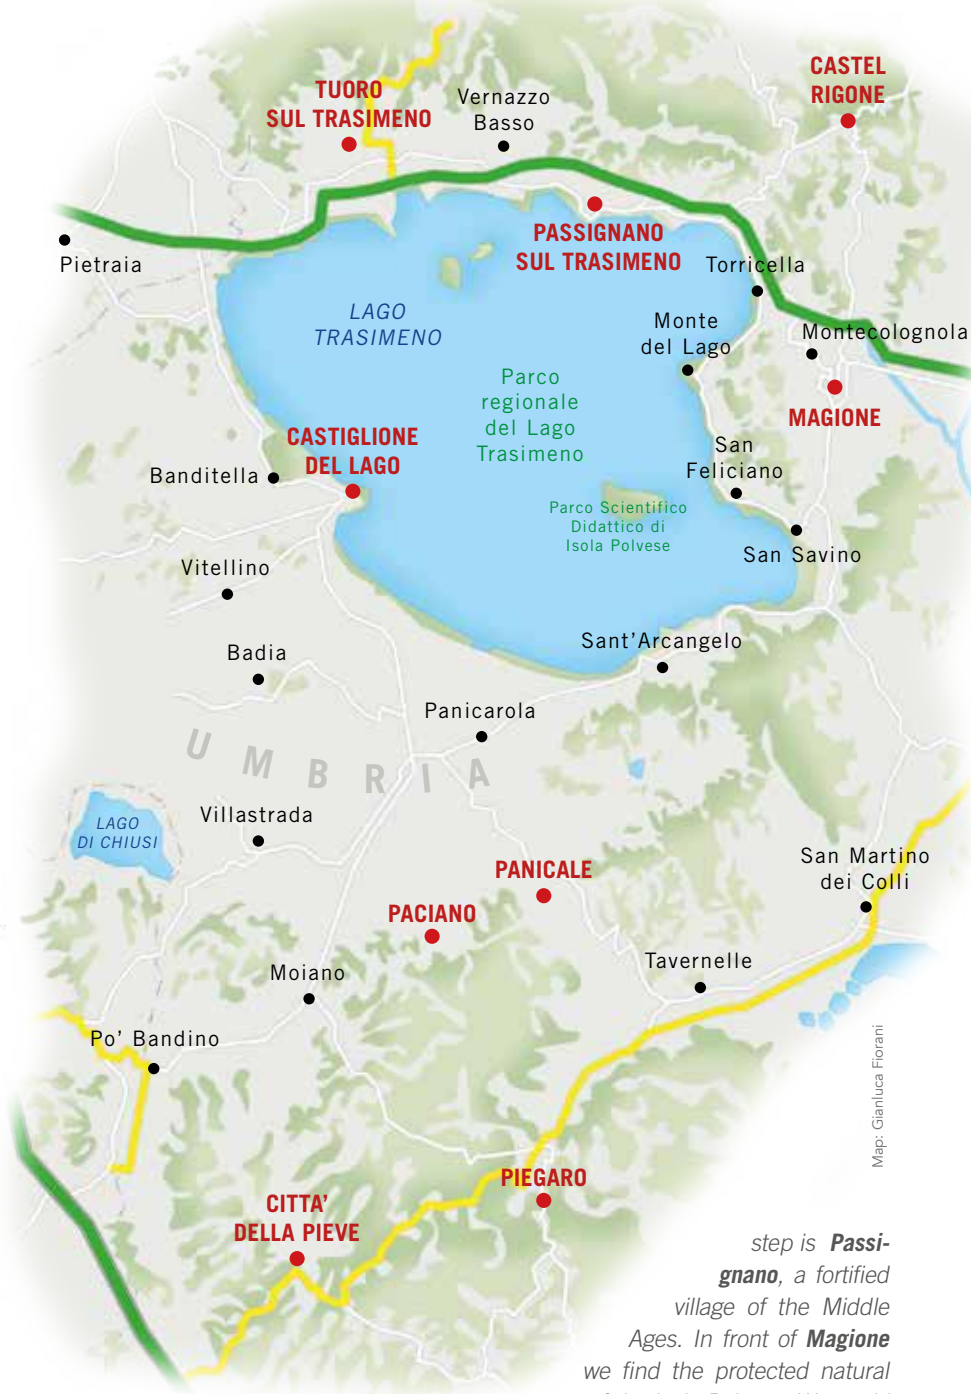 CASTEL
RIGONE
TUORO
SUL TRASIMENO
Vernazzo
Basso
PASSIGNANO
SUL TRASIMENO
Pietraia
Torricella
LAGO
TRASIMENO
Monte
del Lago
Montecolognola
Parco
regionale
del Lago
Trasimeno
MAGIONE
CASTIGLIONE
DEL LAGO
San
Feliciano
Banditella
Parco Scientifico
Didattico di
Isola Polvese
San Savino
Vitellino
Sant'Arcangelo
Badia
Panicarola
UMBRIA
Villastrada
LAGO
DI CHIUSI
San Martino
dei Colli
PANICALE
PACIANO
Tavernelle
Moiano
Po' Bandino
Map: Gianluca Fiorani
PIEGARO
CITTA'
DELLA PIEVE
step is Passi-
gnano, a fortified
village of the Middle
Ages. In front of Magione
we find the protected natural